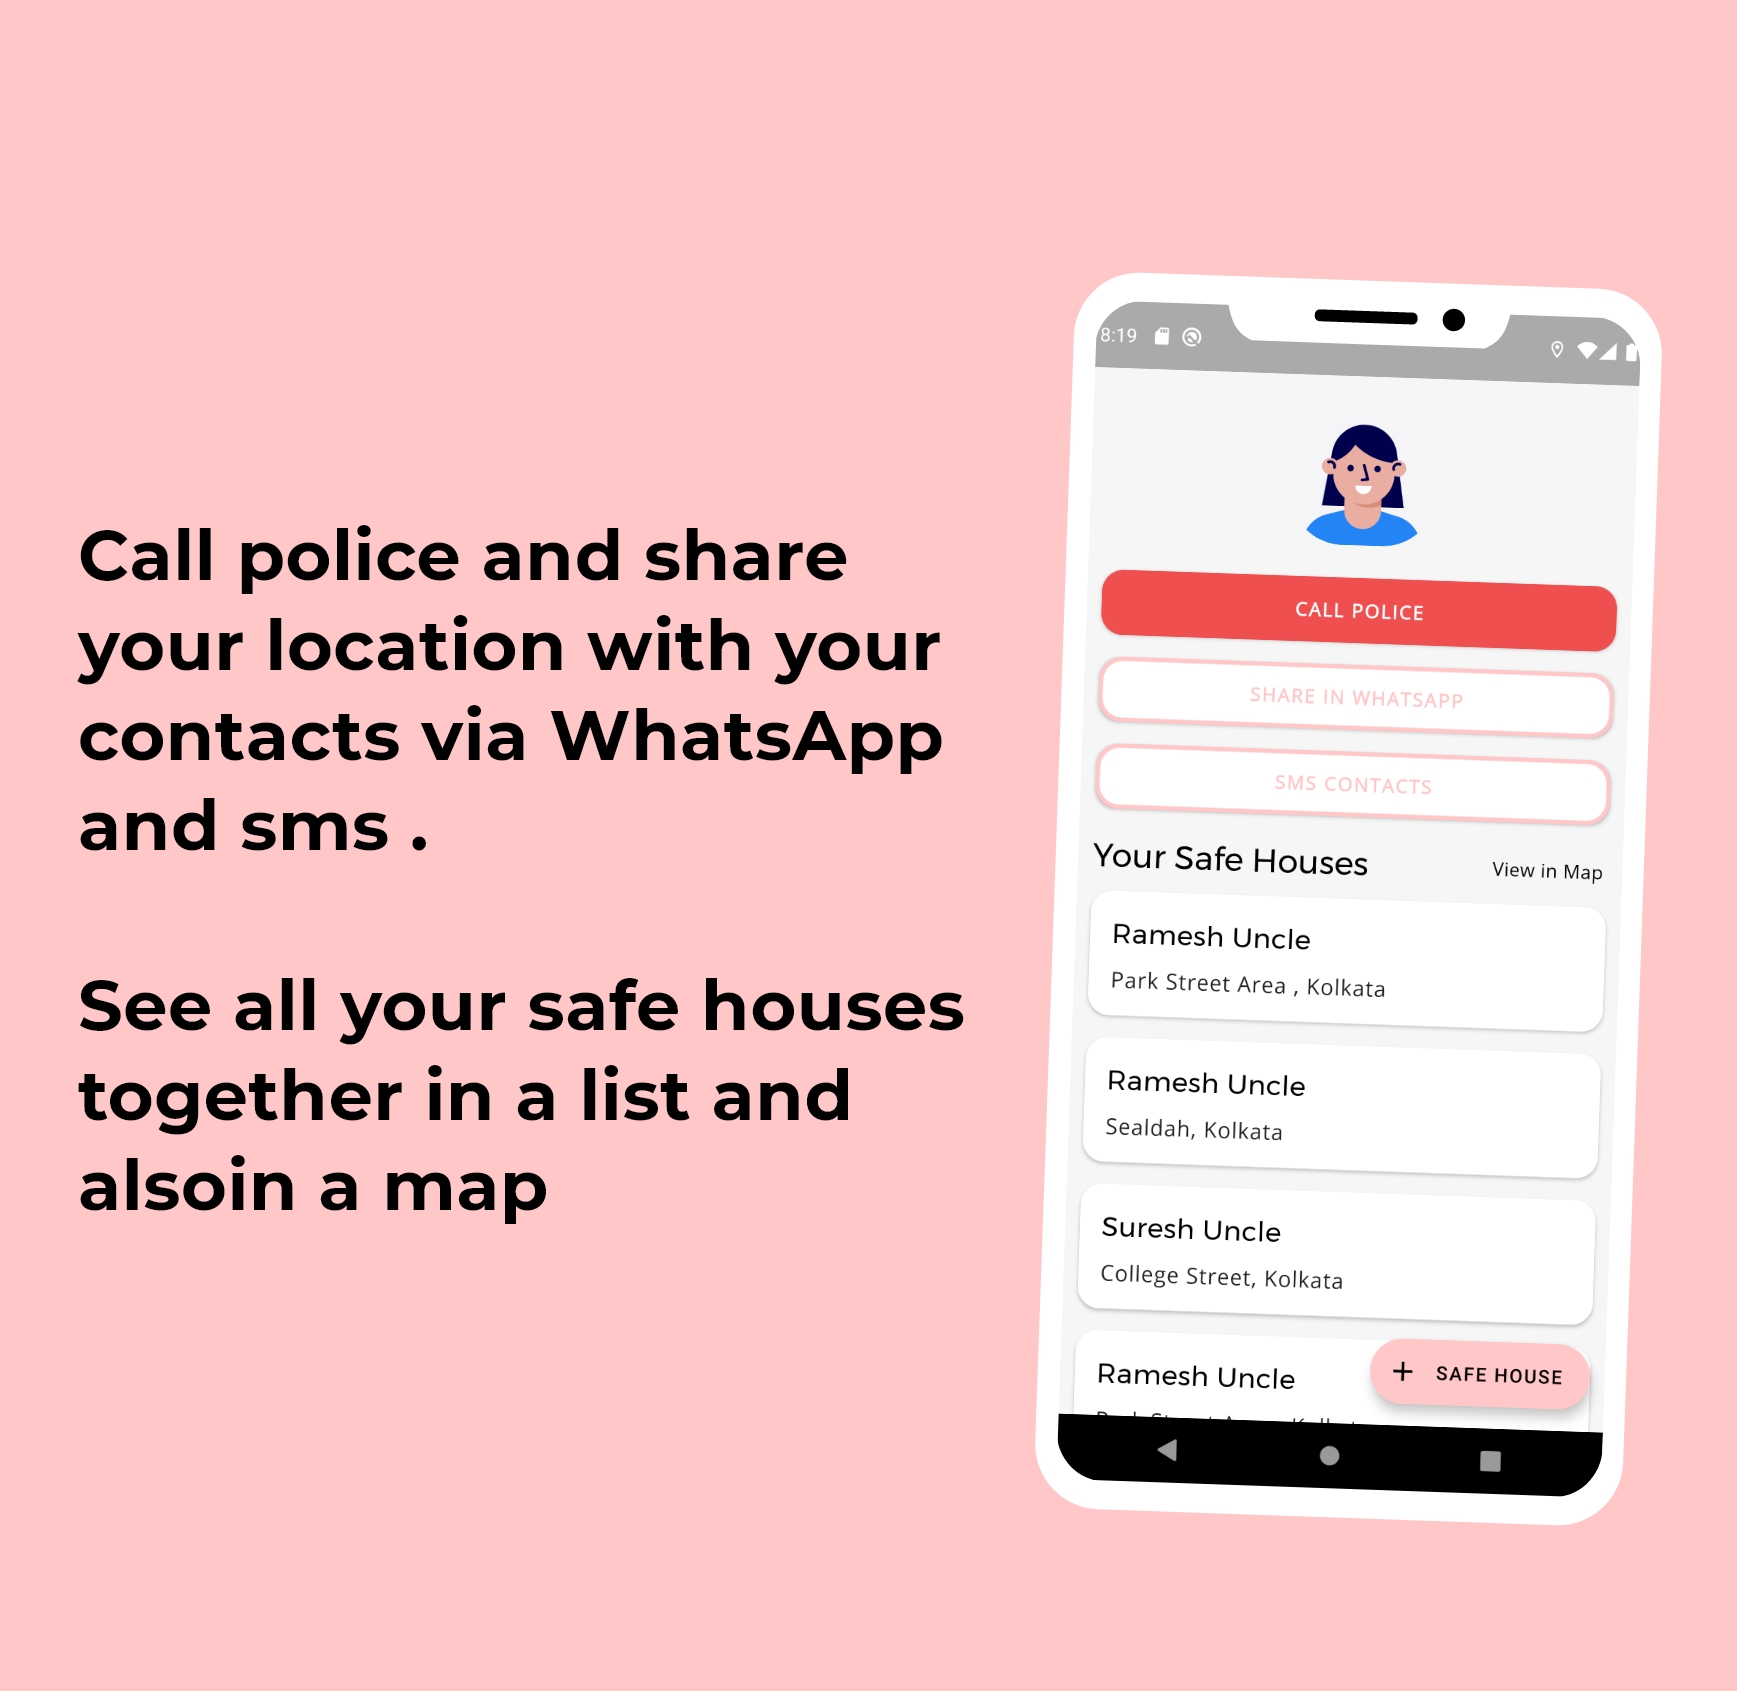 Call police and share
your location with your
contacts via WhatsApp
and sms .
See all your safe houses
together in a list and
alsoin a map
8:19
CALL POLICE
SHARE IN WHATSAPP
SMS CONTACTS
Your Safe Houses
View in Map
Ramesh Uncle
Park Street Area , Kolkata
Ramesh Uncle
Sealdah, Kolkata
Suresh Uncle
College Street, Kolkata
Ramesh Uncle
+ SAFE HOUSE